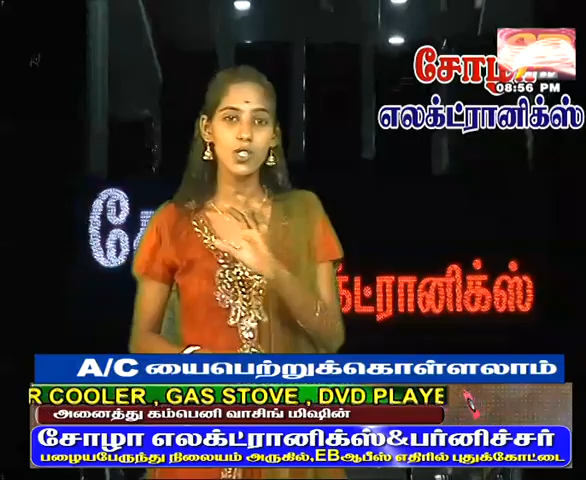 சோழா
08:56 PM
எலக்ட்ரானிக்ஸ்
சே
க்ட்ரானிக்ஸ்
A/C யைபெற்றுக்கொள்ளலாம்
R COOLER , GAS STOVE , DVD PLAYE
அனைத்து கம்பெனி வாசிங் மிஷின்
சோழா எலக்ட்ரானிக்ஸ்&பர்னிச்சர்
பழையபேருந்து நிலையம் அருகில்,EBஆபீஸ் எதிரில் புதுக்கோட்டை